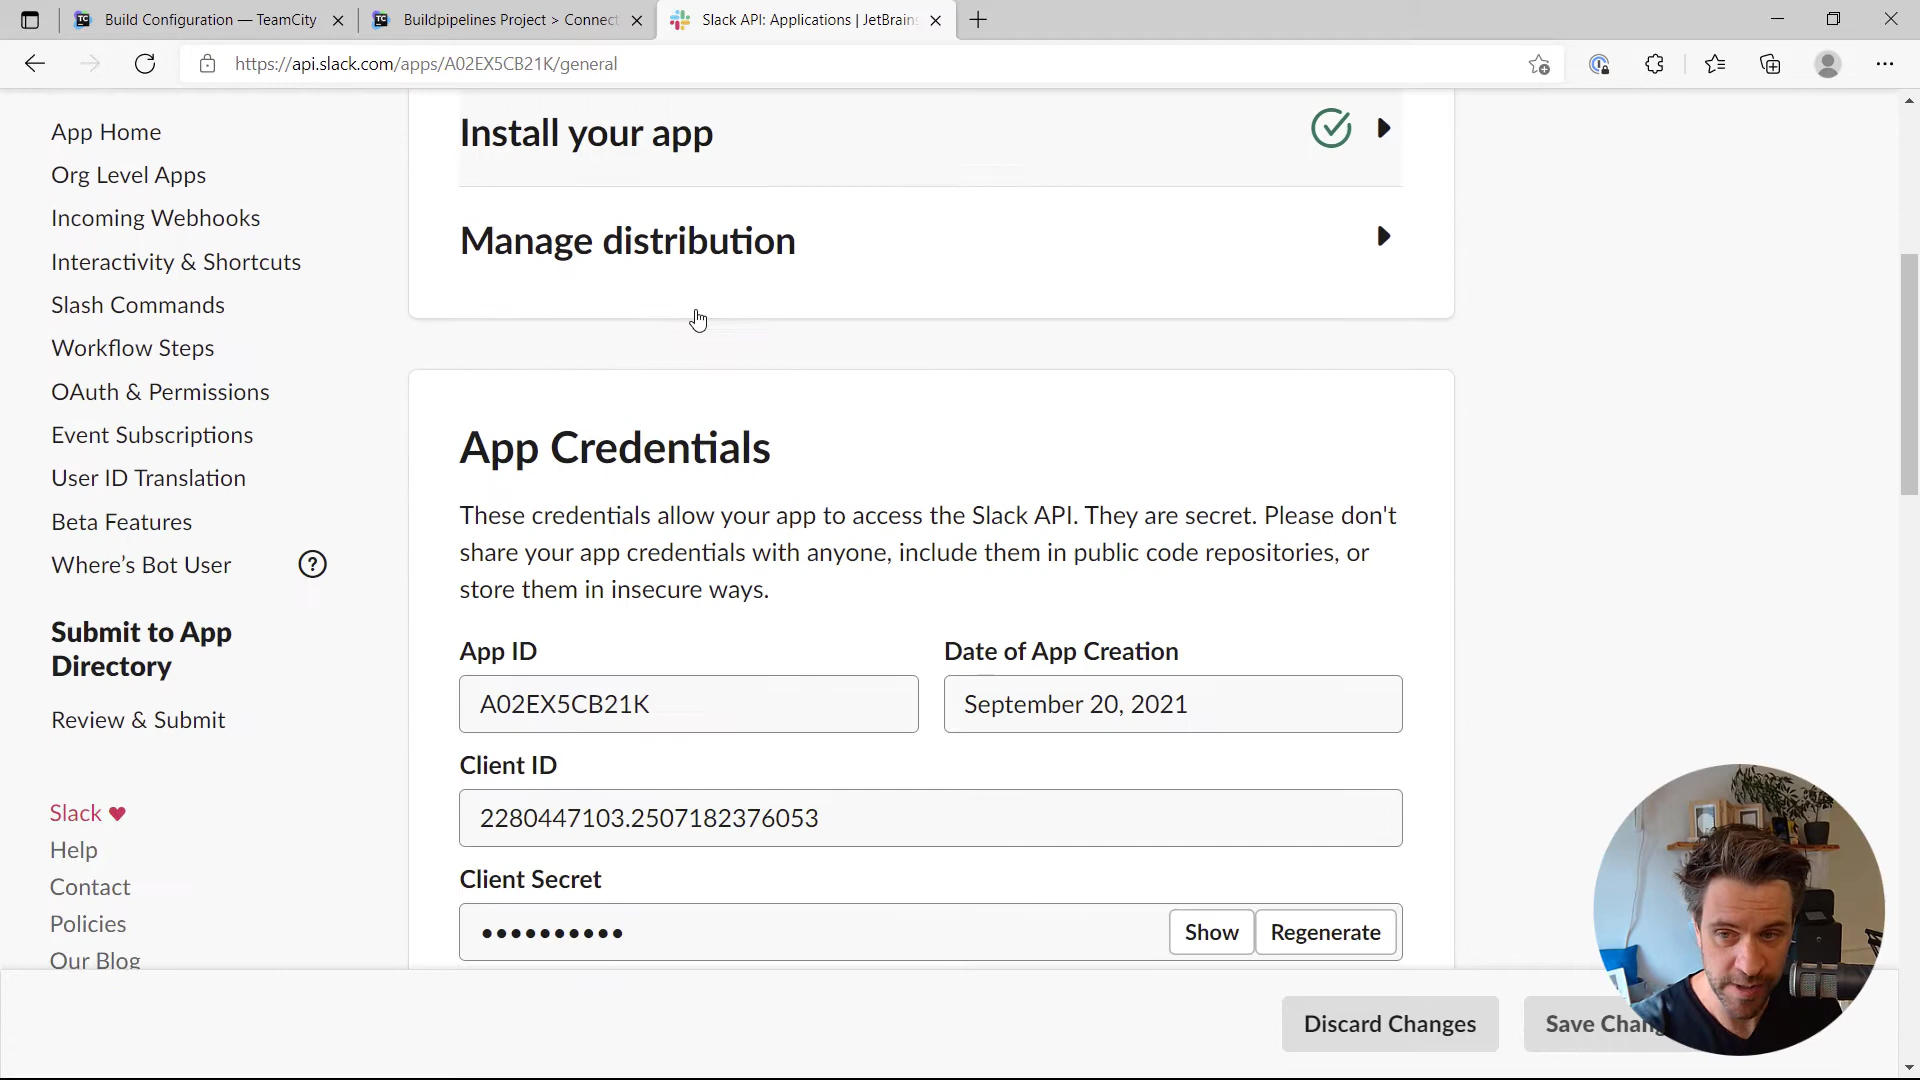 Build Configuration — TeamCity
Buildpipelines Project > Connect
Slack API: Applications | JetBrains
https://api.slack.com/apps/A02EX5CB21K/general
App Home
Org Level Apps
Incoming Webhooks
Interactivity & Shortcuts
Slash Commands
Workflow Steps
OAuth & Permissions
Event Subscriptions
User ID Translation
Beta Features
Where’s Bot User
?
Submit to App
Directory
Review & Submit
Slack ♥
Help
Contact
Policies
Our Blog
Install your app
Manage distribution
App Credentials
These credentials allow your app to access the Slack API. They are secret. Please don't
share your app credentials with anyone, include them in public code repositories, or
store them in insecure ways.
App ID
Date of App Creation
A02EX5CB21K
September 20, 2021
Client ID
2280447103.2507182376053
Client Secret
••••••••••
Show
Regenerate
Discard Changes
Save Chang